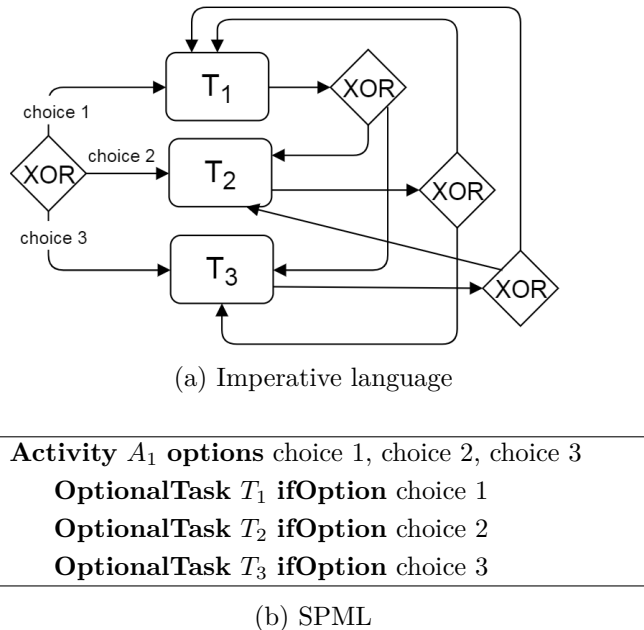 T1
XOR
choice 1
XOR
choice 2
T2
XOR
choice 3
T3
XOR
(a) Imperative language
Activity A1 options choice 1, choice 2, choice 3
OptionalTask T1 ifOption choice 1
OptionalTask T2 ifOption choice 2
OptionalTask T3 ifOption choice 3
(b) SPML